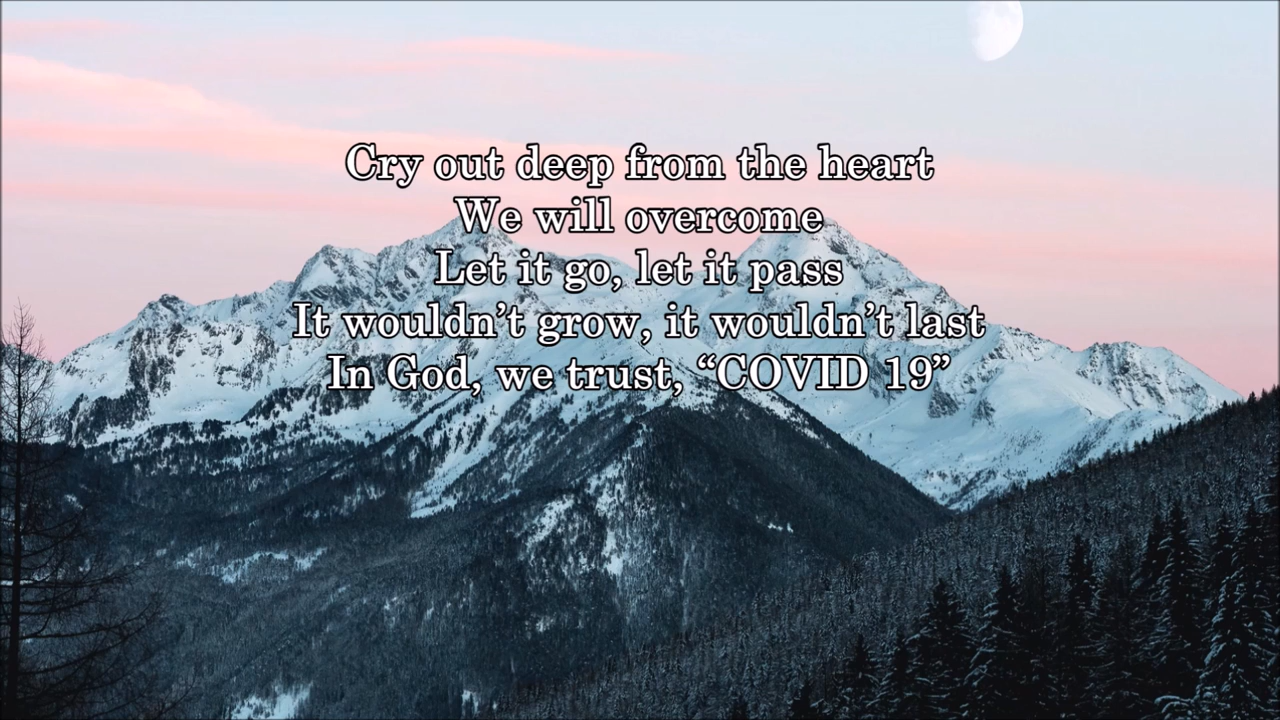 Cry out deep from the heart
We will overcome
Let it go, let it pass
It wouldn’t grow, it wouldn’t last
In God, we trust, “COVID 19”